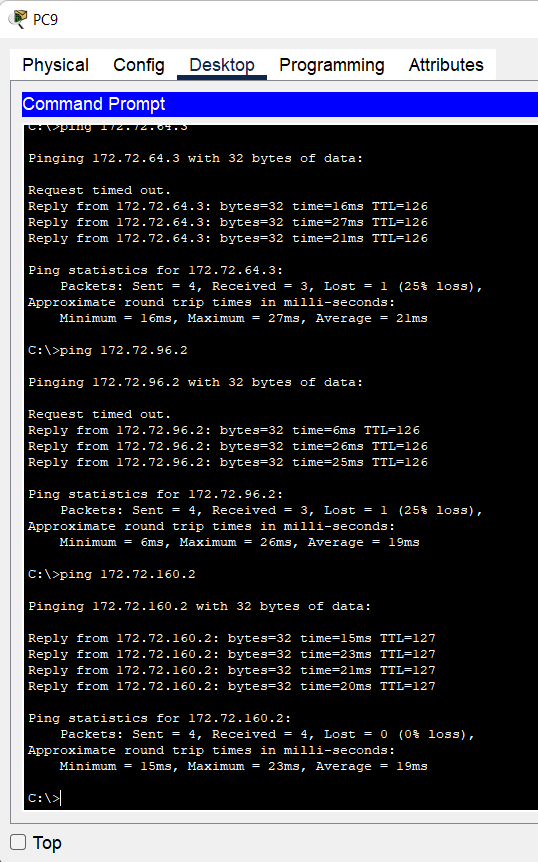 PC9
Physical Config Desktop Programming Attributes
Command Prompt
C:\>ping 172.72.64.3
Pinging 172.72.64.3 with 32 bytes of data:
Request timed out.
Reply from 172.72.64.3: bytes=32 time=16ms TTL=126
Reply from 172.72.64.3: bytes=32 time=27ms TTL=126
Reply from 172.72.64.3: bytes=32 time=21ms TTL=126
Ping statistics for 172.72.64.3:
Packets: Sent = 4, Received = 3, Lost = 1 (25% loss),
Approximate round trip times in milli-seconds:
Minimum = 16ms, Maximum = 27ms, Average = 21ms
C:\>ping 172.72.96.2
Pinging 172.72.96.2 with 32 bytes of data:
Request timed out.
Reply from 172.72.96.2: bytes=32 time=6ms TTL=126
Reply from 172.72.96.2: bytes=32 time=26ms TTL=126
Reply from 172.72.96.2: bytes=32 time=25ms TTL=126
Ping statistics for 172.72.96.2:
Packets: Sent = 4, Received = 3, Lost = 1 (25% loss),
Approximate round trip times in milli-seconds:
Minimum = 6ms, Maximum = 26ms, Average = 19ms
C:\>ping 172.72.160.2
Pinging 172.72.160.2 with 32 bytes of data:
Reply from 172.72.160.2: bytes=32 time=15ms TTL=127
Reply from 172.72.160.2: bytes=32 time=23ms TTL=127
Reply from 172.72.160.2: bytes=32 time=21ms TTL=127
Reply from 172.72.160.2: bytes=32 time=20ms TTL=127
Ping statistics for 172.72.160.2:
Packets: Sent = 4, Received = 4, Lost = 0 (0% loss),
Approximate round trip times in milli-seconds:
Minimum = 15ms, Maximum = 23ms, Average = 19ms
C:\>
Top